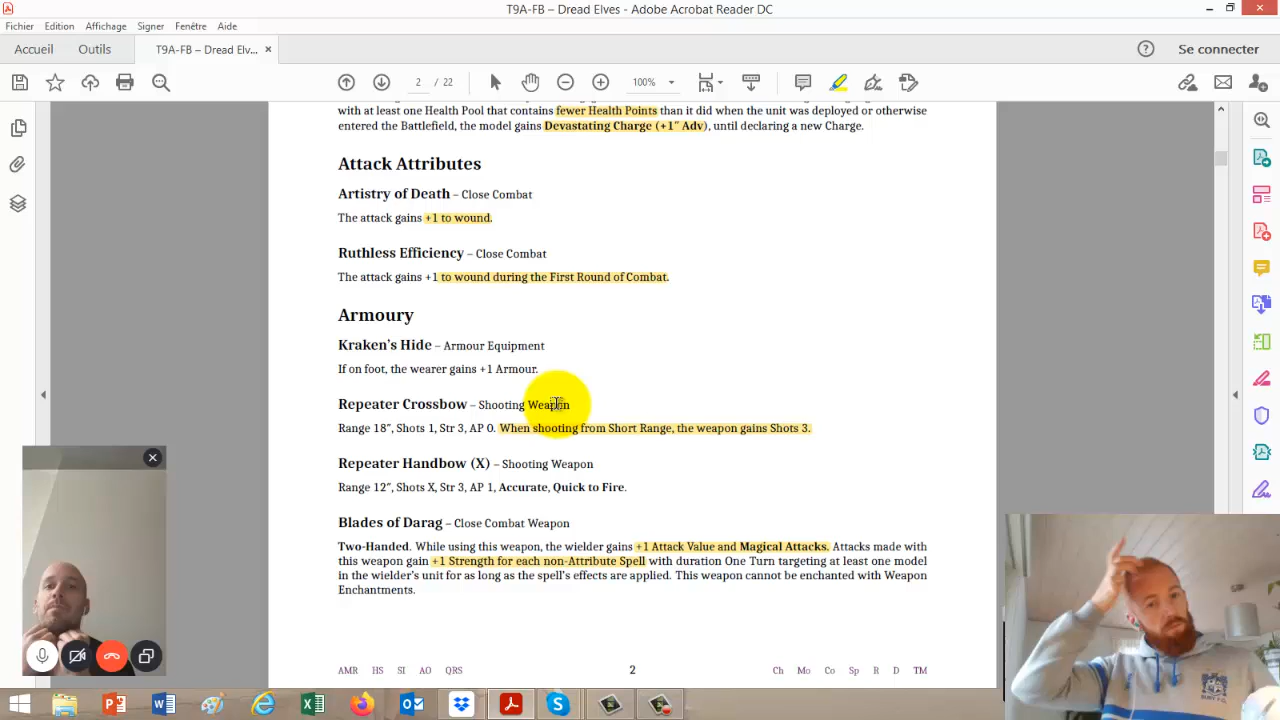 T9A-FB – Dread Elves - Adobe Acrobat Reader DC
Fichier Edition Affichage Signer Fenêtre Aide
Accueil Outils T9A-FB – Dread Elv... × Se connecter
2 / 22 100%
with at least one Health Pool that contains fewer Health Points than it did when the unit was deployed or otherwise
entered the Battlefield, the model gains Devastating Charge (+1″ Adv), until declaring a new Charge.
Attack Attributes
Artistry of Death – Close Combat
The attack gains +1 to wound.
Ruthless Efficiency – Close Combat
The attack gains +1 to wound during the First Round of Combat.
Armoury
Kraken's Hide – Armour Equipment
If on foot, the wearer gains +1 Armour.
Repeater Crossbow – Shooting Weapon
Range 18″, Shots 1, Str 3, AP 0. When shooting from Short Range, the weapon gains Shots 3.
Repeater Handbow (X) – Shooting Weapon
Range 12″, Shots X, Str 3, AP 1, Accurate, Quick to Fire.
Blades of Darag – Close Combat Weapon
Two-Handed. While using this weapon, the wielder gains +1 Attack Value and Magical Attacks. Attacks made with
this weapon gain +1 Strength for each non-Attribute Spell with duration One Turn targeting at least one model
in the wielder's unit for as long as the spell's effects are applied. This weapon cannot be enchanted with Weapon
Enchantments.
AMR HS SI AO QRS 2 Ch Mo Co Sp R D TM